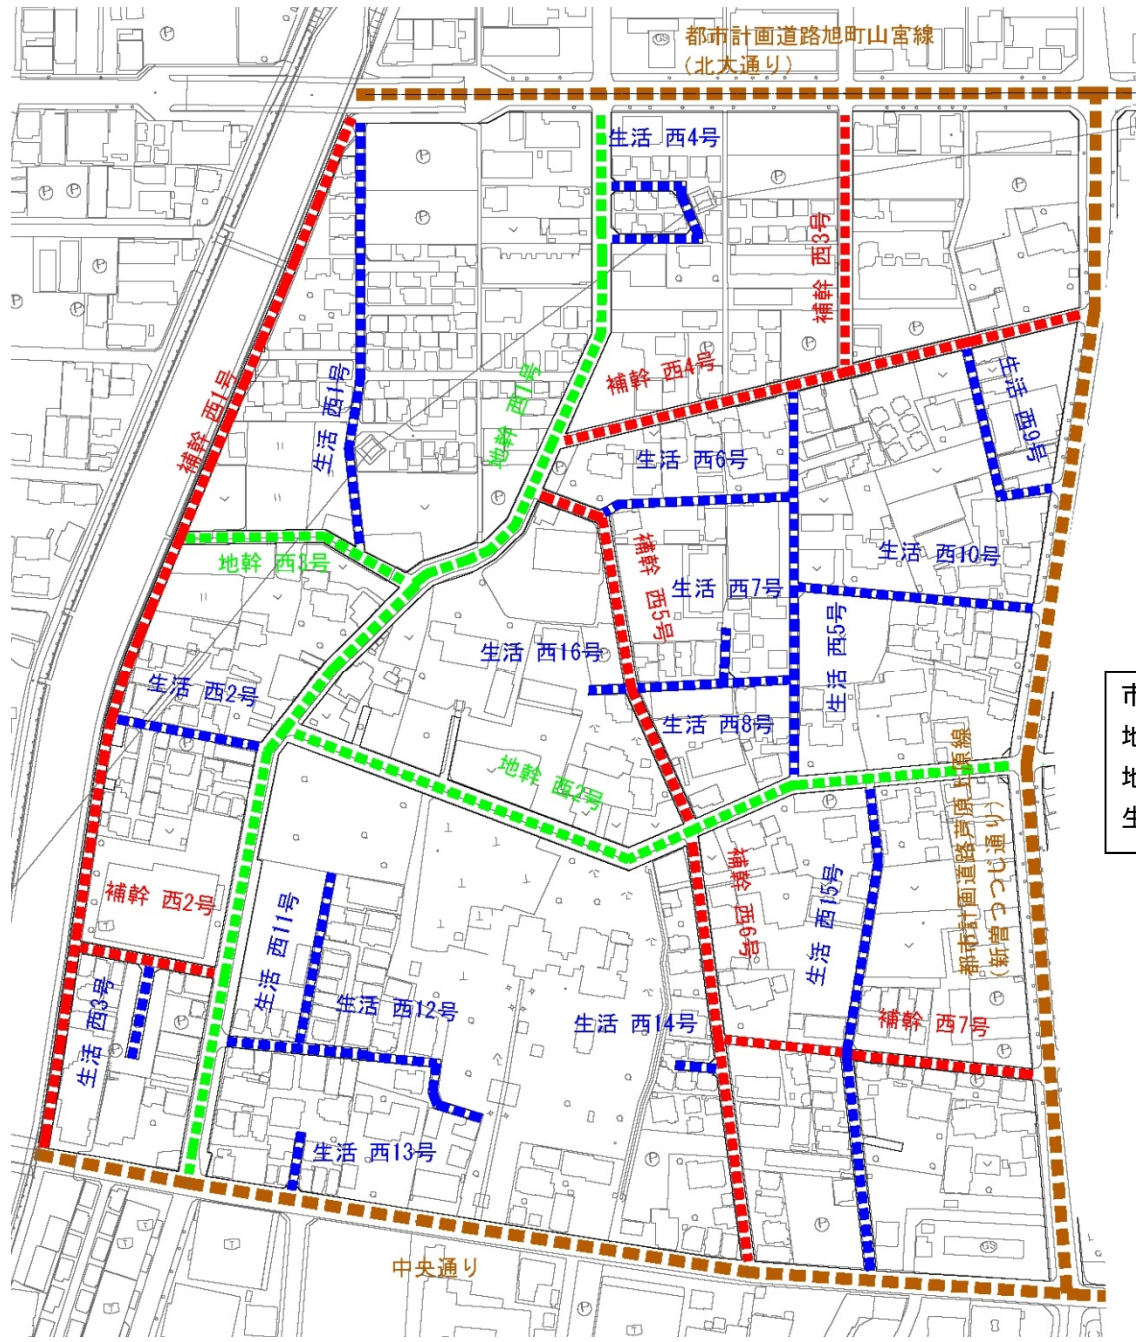 都市計画道路旭町山宮線
(北大通り)
生活 西4号
補幹 西3号
補幹 西4号
生活 西9号
地幹 西1号
生活 西1号
補幹 西1号
生活 西6号
地幹 西3号
補幹 西5号
生活 西7号
生活 西10号
生活 西5号
生活 西16号
生活 西2号
生活 西8号
地幹 西2号
都市計画道路
(新曽つつじ通り)
補幹 西2号
生活 西11号
補幹 西6号
生活 西15号
生活 西3号
生活 西12号
生活 西14号
補幹 西7号
生活 西13号
中央通り
市
地
地
生